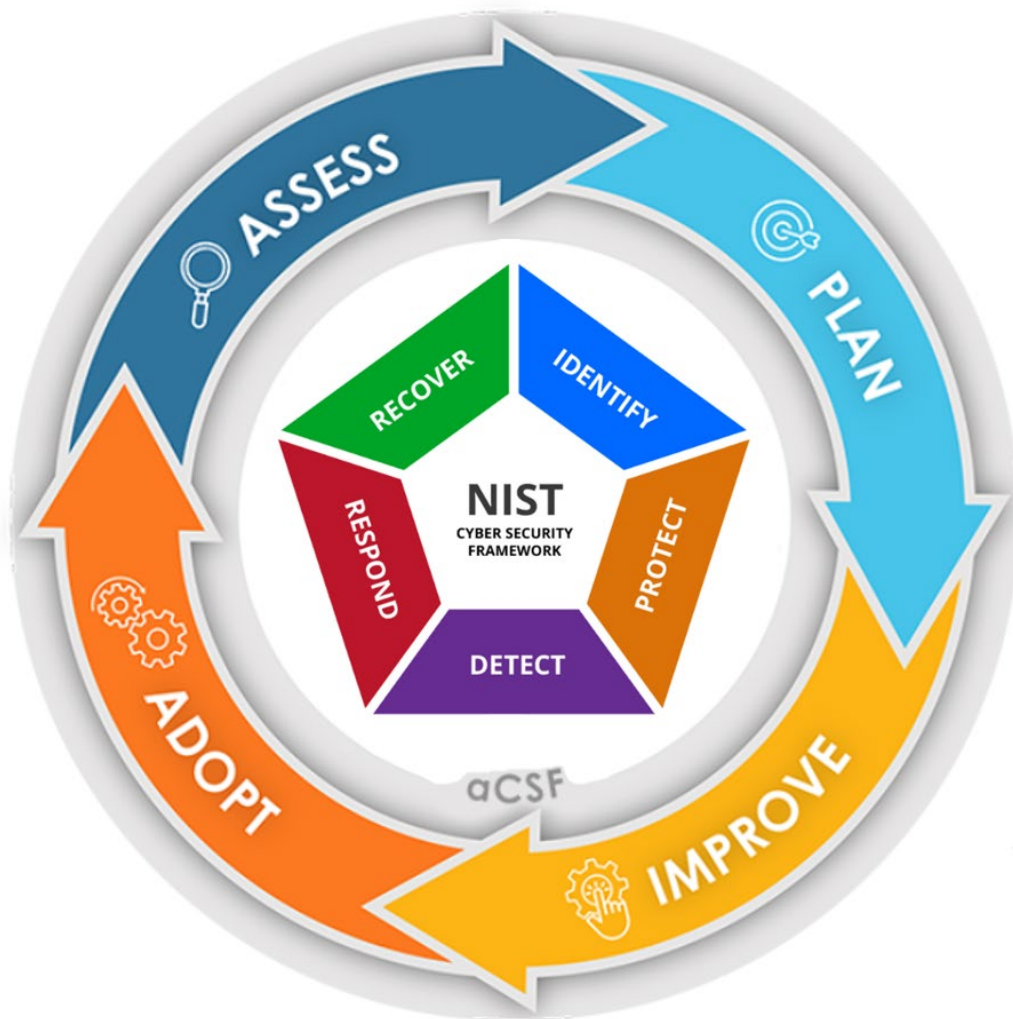 ASSESS
PLAN
IMPROVE
ADOPT
RECOVER
IDENTIFY
PROTECT
DETECT
RESPOND
NIST
CYBER SECURITY
FRAMEWORK
aCSF